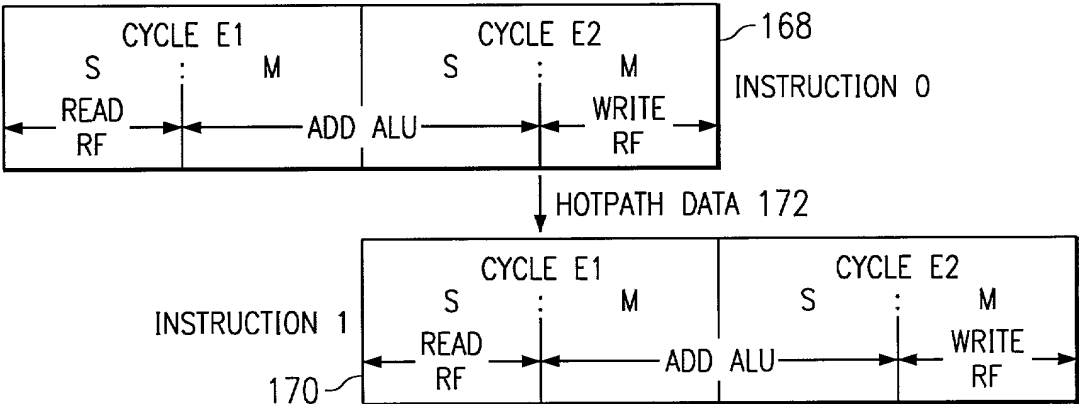 CYCLE E1 CYCLE E2 168
S : M S : M INSTRUCTION 0
READ RF ADD ALU WRITE RF
HOTPATH DATA 172
CYCLE E1 CYCLE E2
S : M S : M
INSTRUCTION 1 READ RF ADD ALU WRITE RF
170